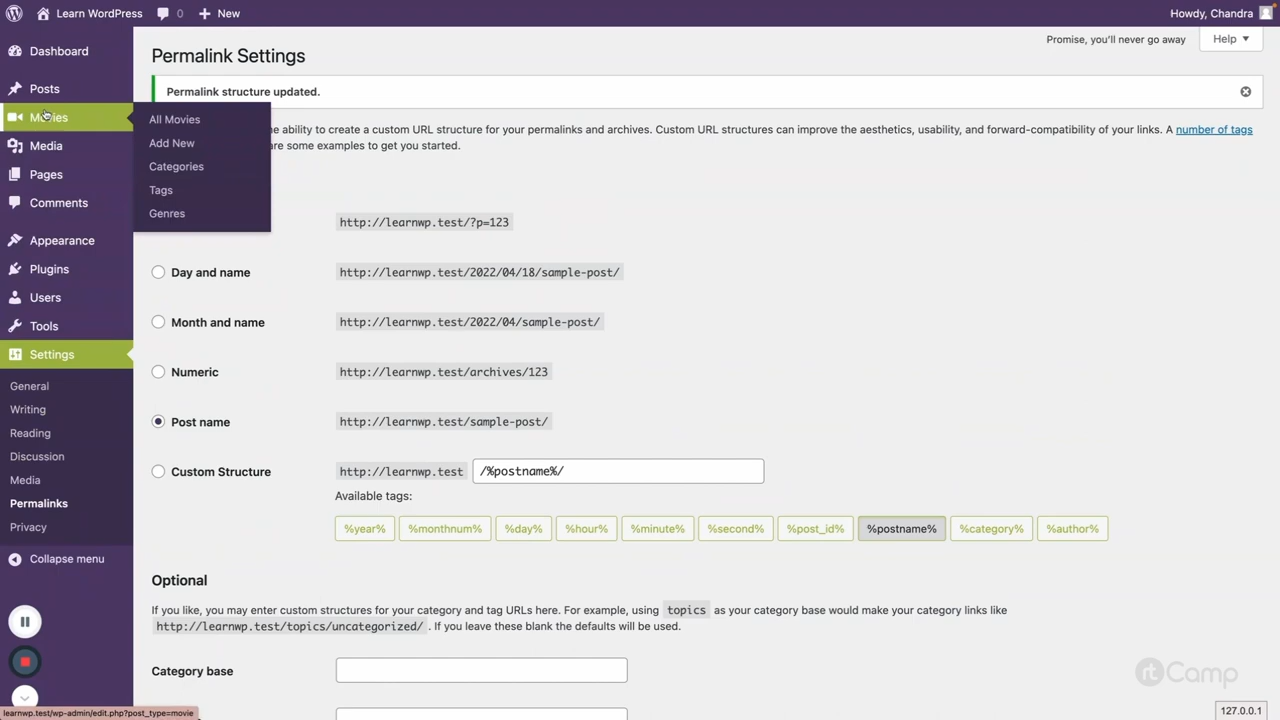 Learn WordPress
0
New
Howdy, Chandra
Dashboard
Posts
Movies
Media
Pages
Comments
Appearance
Plugins
Users
Tools
Settings
General
Writing
Reading
Discussion
Media
Permalinks
Privacy
Collapse menu
All Movies
Add New
Categories
Tags
Genres
Promise, you'll never go away
Help
Permalink Settings
Permalink structure updated.
the ability to create a custom URL structure for your permalinks and archives. Custom URL structures can improve the aesthetics, usability, and forward-compatibility of your links. A number of tags
are some examples to get you started.
http://learnwp.test/?p=123
Day and name
http://learnwp.test/2022/04/18/sample-post/
Month and name
http://learnwp.test/2022/04/sample-post/
Numeric
http://learnwp.test/archives/123
Post name
http://learnwp.test/sample-post/
Custom Structure
http://learnwp.test
/%postname%/
Available tags:
%year%
%monthnum%
%day%
%hour%
%minute%
%second%
%post_id%
%postname%
%category%
%author%
Optional
If you like, you may enter custom structures for your category and tag URLs here. For example, using topics as your category base would make your category links like
http://learnwp.test/topics/uncategorized/ . If you leave these blank the defaults will be used.
Category base
rtCamp
learnwp.test/wp-admin/edit.php?post_type=movie
127.0.0.1